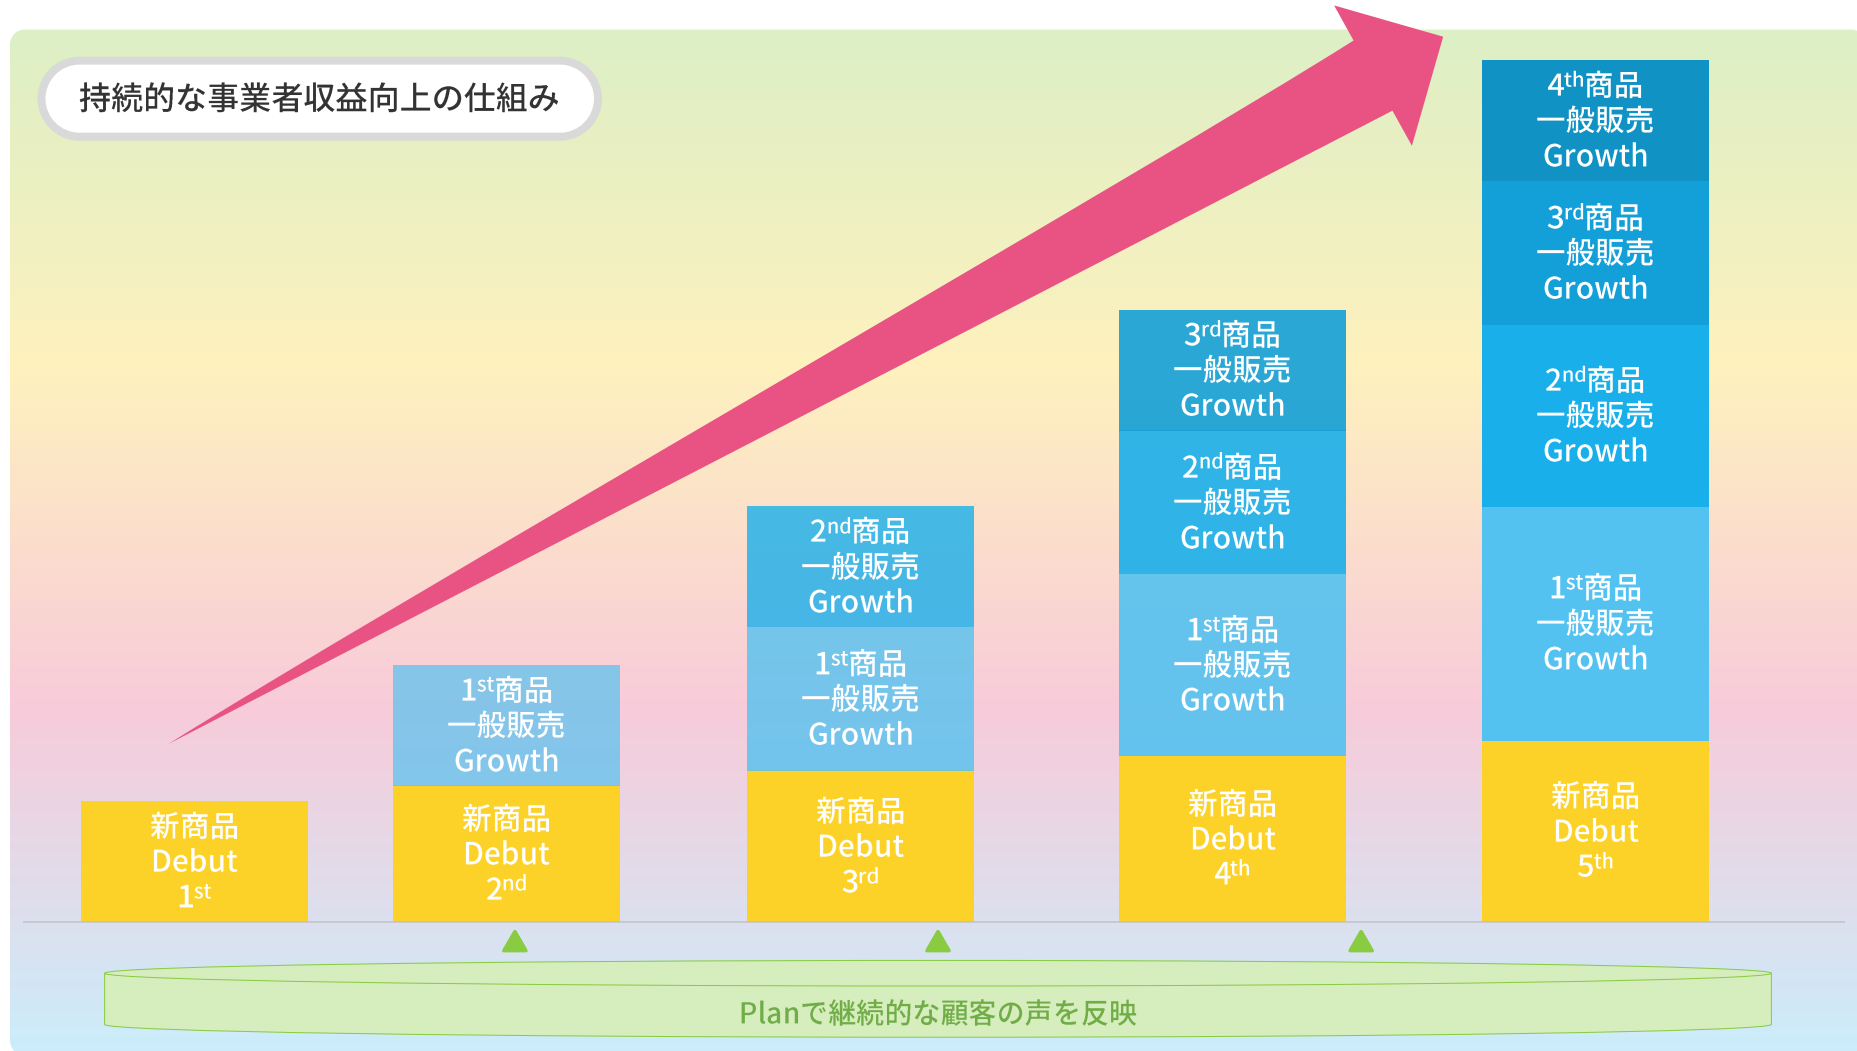 持続的な事業者収益向上の仕組み
新商品
Debut
1st
1st商品
一般販売
Growth
新商品
Debut
2nd
2nd商品
一般販売
Growth
1st商品
一般販売
Growth
新商品
Debut
3rd
3rd商品
一般販売
Growth
2nd商品
一般販売
Growth
1st商品
一般販売
Growth
新商品
Debut
4th
4th商品
一般販売
Growth
3rd商品
一般販売
Growth
2nd商品
一般販売
Growth
1st商品
一般販売
Growth
新商品
Debut
5th
Planで継続的な顧客の声を反映